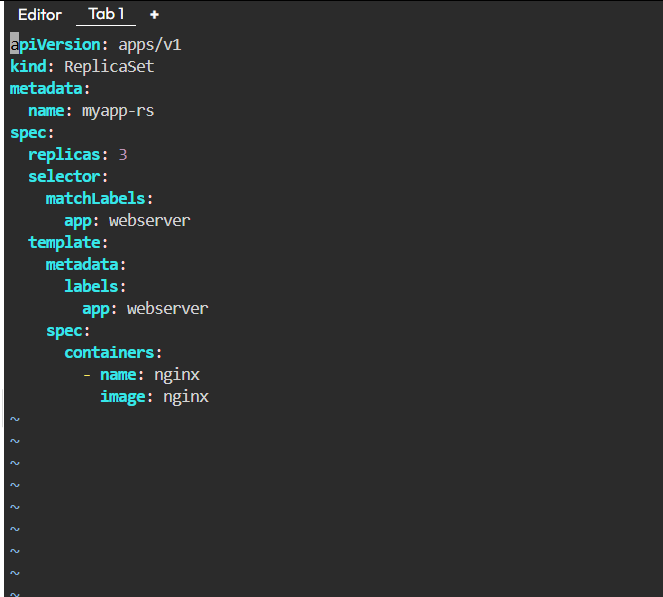 Editor Tab 1 +
apiVersion: apps/v1
kind: ReplicaSet
metadata:
  name: myapp-rs
spec:
  replicas: 3
  selector:
    matchLabels:
      app: webserver
  template:
    metadata:
      labels:
        app: webserver
    spec:
      containers:
        - name: nginx
          image: nginx
~
~
~
~
~
~
~
~
~